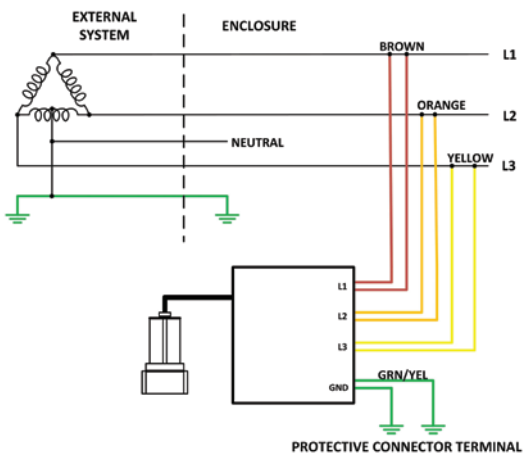 EXTERNAL
SYSTEM
ENCLOSURE
BROWN
L1
ORANGE
L2
NEUTRAL
YELLOW
L3
L1
L2
L3
GRN/YEL
GND
PROTECTIVE CONNECTOR TERMINAL